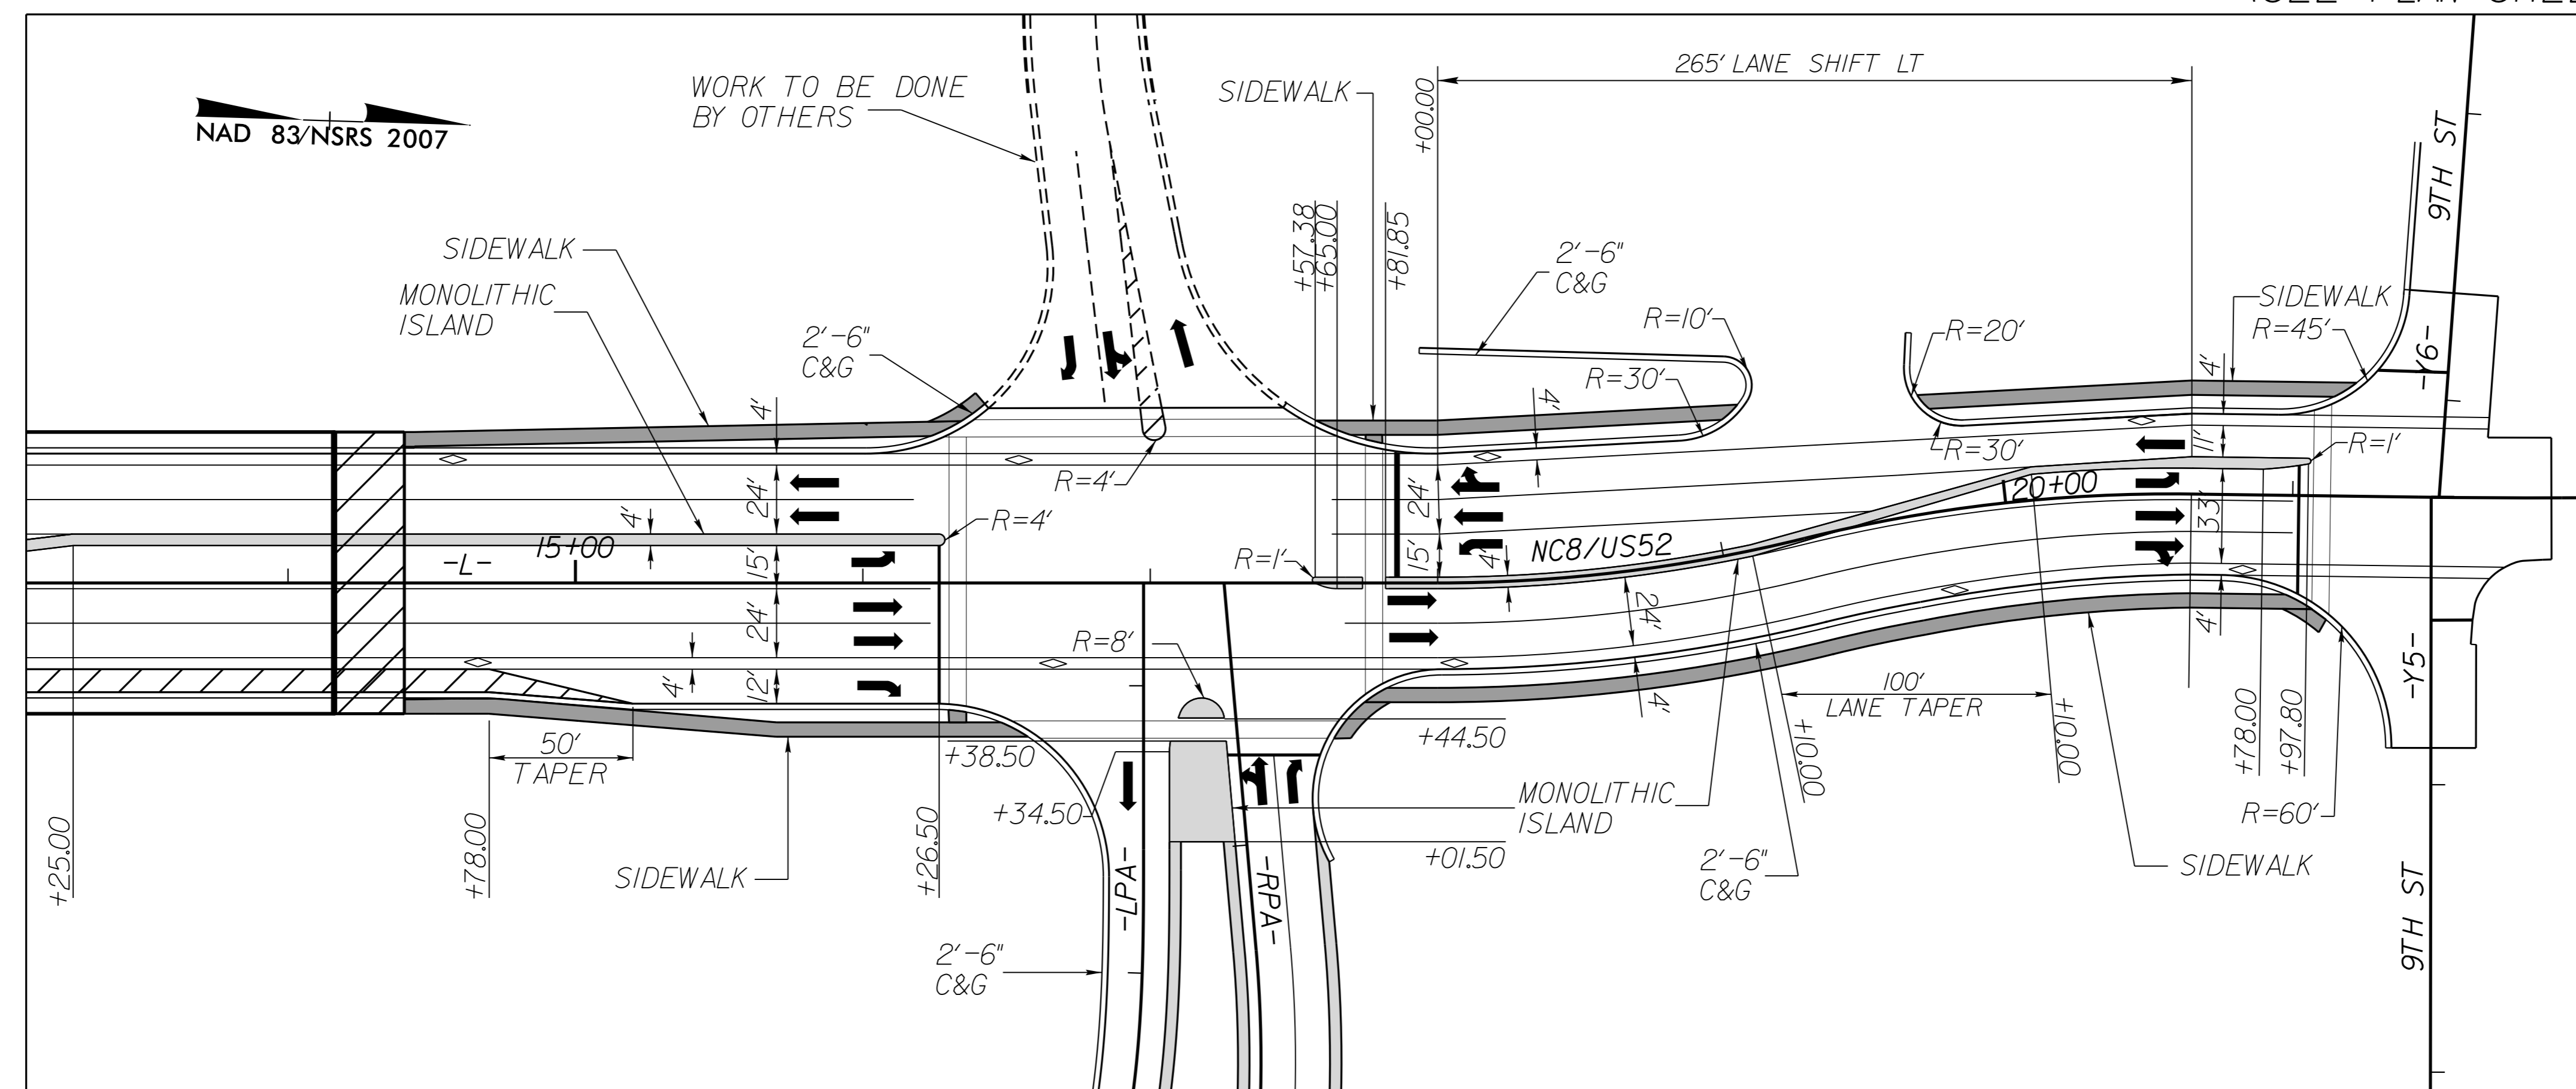 265' LANE SHIFT LT
WORK TO BE DONE
BY OTHERS
SIDEWALK
+00.00
9TH ST
NAD 83/NSRS 2007
SIDEWALK
MONOLITHIC
ISLAND
2'-6"
C&G
+57.38
+65.00
+81.85
2'-6"
C&G
R=10'
R=30'
R=20'
SIDEWALK
R=45'
4'
-Y6-
4'
4'
R=4'
R=30'
11'
R=1'
24'
4'
R=4'
24'
20+00
33'
-L-
15+00
15'
R=1'
15'
4'
NC8/US52
24'
R=8'
24'
4'
4'
12'
4'
-Y5-
50'
TAPER
+38.50
+44.50
100'
LANE TAPER
+10.00
+10.00
+78.00
+97.80
+34.50
MONOLITHIC
ISLAND
R=60'
+25.00
+78.00
SIDEWALK
+26.50
-LPA-
-RPA-
+01.50
2'-6"
C&G
SIDEWALK
9TH ST
2'-6"
C&G